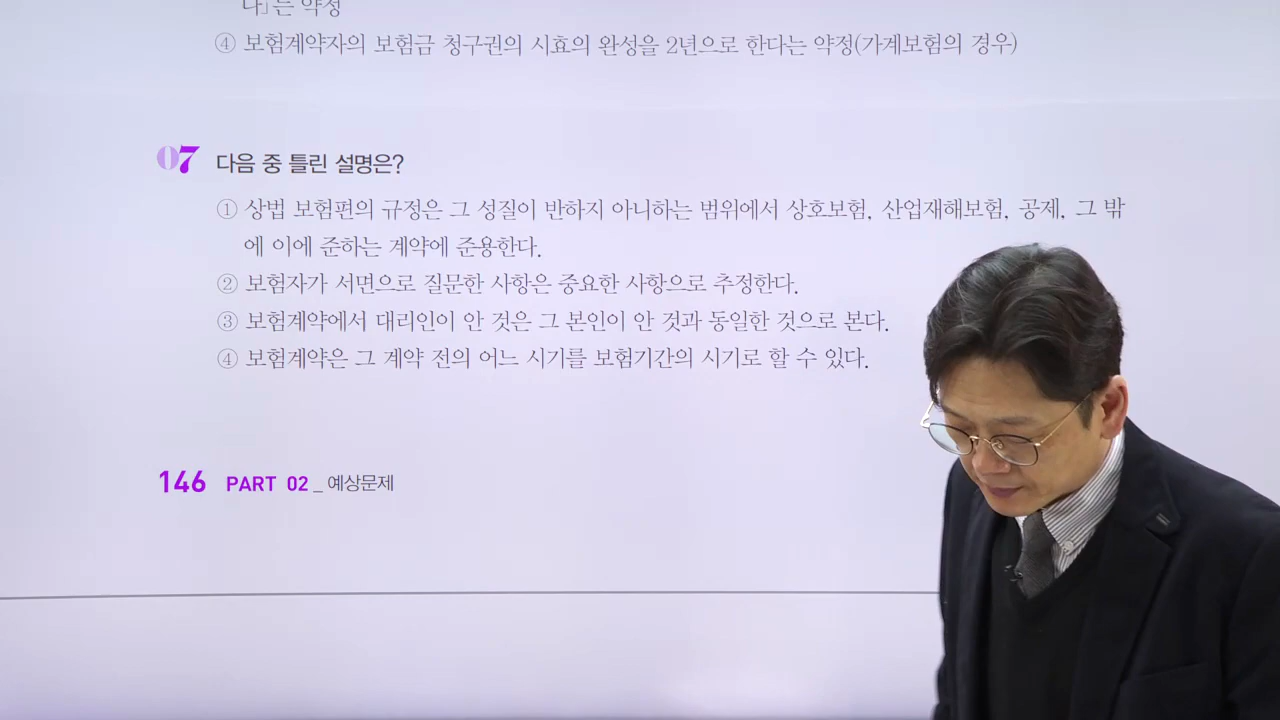 다」는 약정
④ 보험계약자의 보험금 청구권의 시효의 완성을 2년으로 한다는 약정(가계보험의 경우)
07 다음 중 틀린 설명은?
① 상법 보험편의 규정은 그 성질이 반하지 아니하는 범위에서 상호보험, 산업재해보험, 공제, 그 밖
에 이에 준하는 계약에 준용한다.
② 보험자가 서면으로 질문한 사항은 중요한 사항으로 추정한다.
③ 보험계약에서 대리인이 안 것은 그 본인이 안 것과 동일한 것으로 본다.
④ 보험계약은 그 계약 전의 어느 시기를 보험기간의 시기로 할 수 있다.
146 PART 02 _ 예상문제